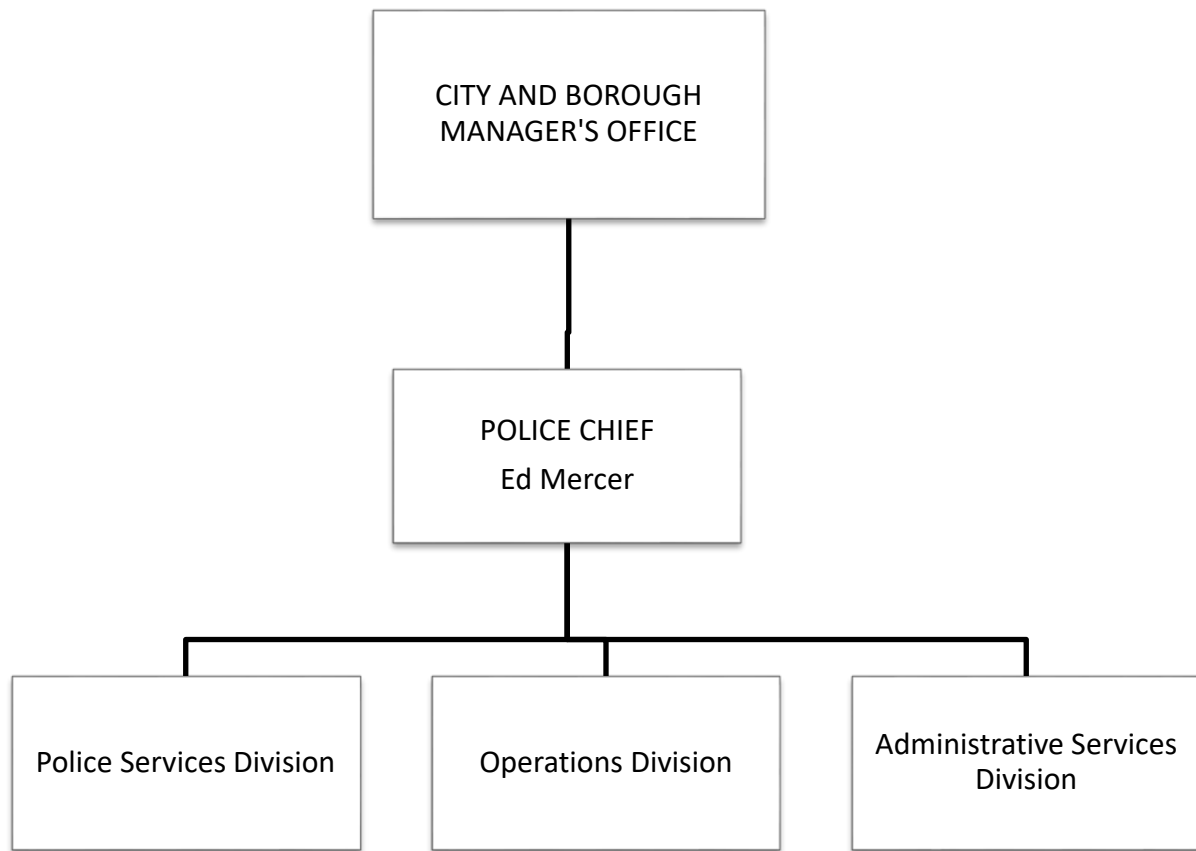 CITY AND BOROUGH
MANAGER'S OFFICE
POLICE CHIEF
Ed Mercer
Police Services Division
Operations Division
Administrative Services
Division